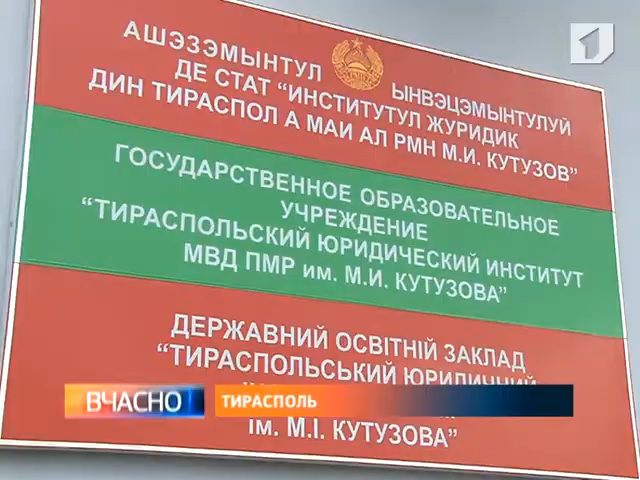 АШЭЗЭМЫНТУЛ ЫНВЭЦЭМЫНТУЛУЙ
ДЕ СТАТ “ИНСТИТУТУЛ ЖУРИДИК
ДИН ТИРАСПОЛ А МАИ АЛ РМН М.И. КУТУЗОВ”
ГОСУДАРСТВЕННОЕ ОБРАЗОВАТЕЛЬНОЕ
УЧРЕЖДЕНИЕ
“ТИРАСПОЛЬСКИЙ ЮРИДИЧЕСКИЙ ИНСТИТУТ
МВД ПМР им. М.И. КУТУЗОВА”
ДЕРЖАВНИЙ ОСВІТНІЙ ЗАКЛАД
“ТИРАСПОЛЬСЬКИЙ ЮРИДИЧНИЙ
ім. М.І. КУТУЗОВА”
ВЧАСНО
ТИРАСПОЛЬ
1